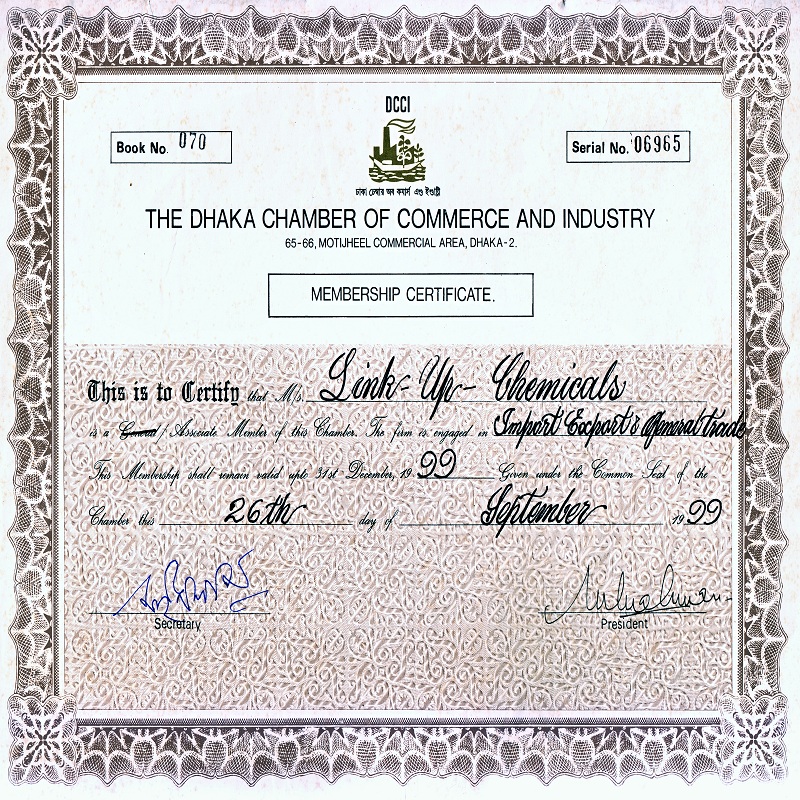 DCCI
Book No. 070
Serial No. 06965
ঢাকা চেম্বার অব কমার্স এণ্ড ইণ্ডাষ্ট্রি
THE DHAKA CHAMBER OF COMMERCE AND INDUSTRY
65-66, MOTIJHEEL COMMERCIAL AREA, DHAKA-2.
MEMBERSHIP CERTIFICATE.
This is to Certify that M/s. Link-Up-Chemicals
is a General / Associate Member of this Chamber. The firm is engaged in Import Export & General trade
This Membership shall remain valid upto 31st December, 1999 Given under the Common Seal of the
Chamber this 26th day of September 1999
Secretary
President